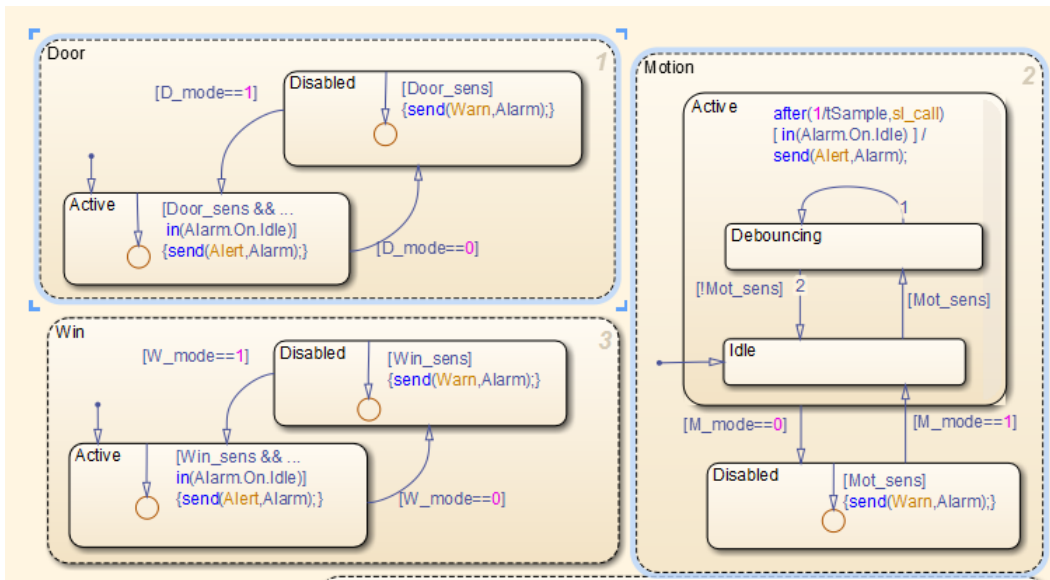 Door
1
[D_mode==1]
Disabled
[Door_sens]
{send(Warn,Alarm);}
Active
[Door_sens && ...
in(Alarm.On.Idle)]
{send(Alert,Alarm);}
[D_mode==0]
Motion
2
Active
after(1/tSample,sl_call)
[ in(Alarm.On.Idle) ] /
send(Alert,Alarm);
1
Debouncing
[!Mot_sens]
2
[Mot_sens]
Idle
[M_mode==0]
[M_mode==1]
Disabled
[Mot_sens]
{send(Warn,Alarm);}
Win
3
[W_mode==1]
Disabled
[Win_sens]
{send(Warn,Alarm);}
Active
[Win_sens && ...
in(Alarm.On.Idle)]
{send(Alert,Alarm);}
[W_mode==0]